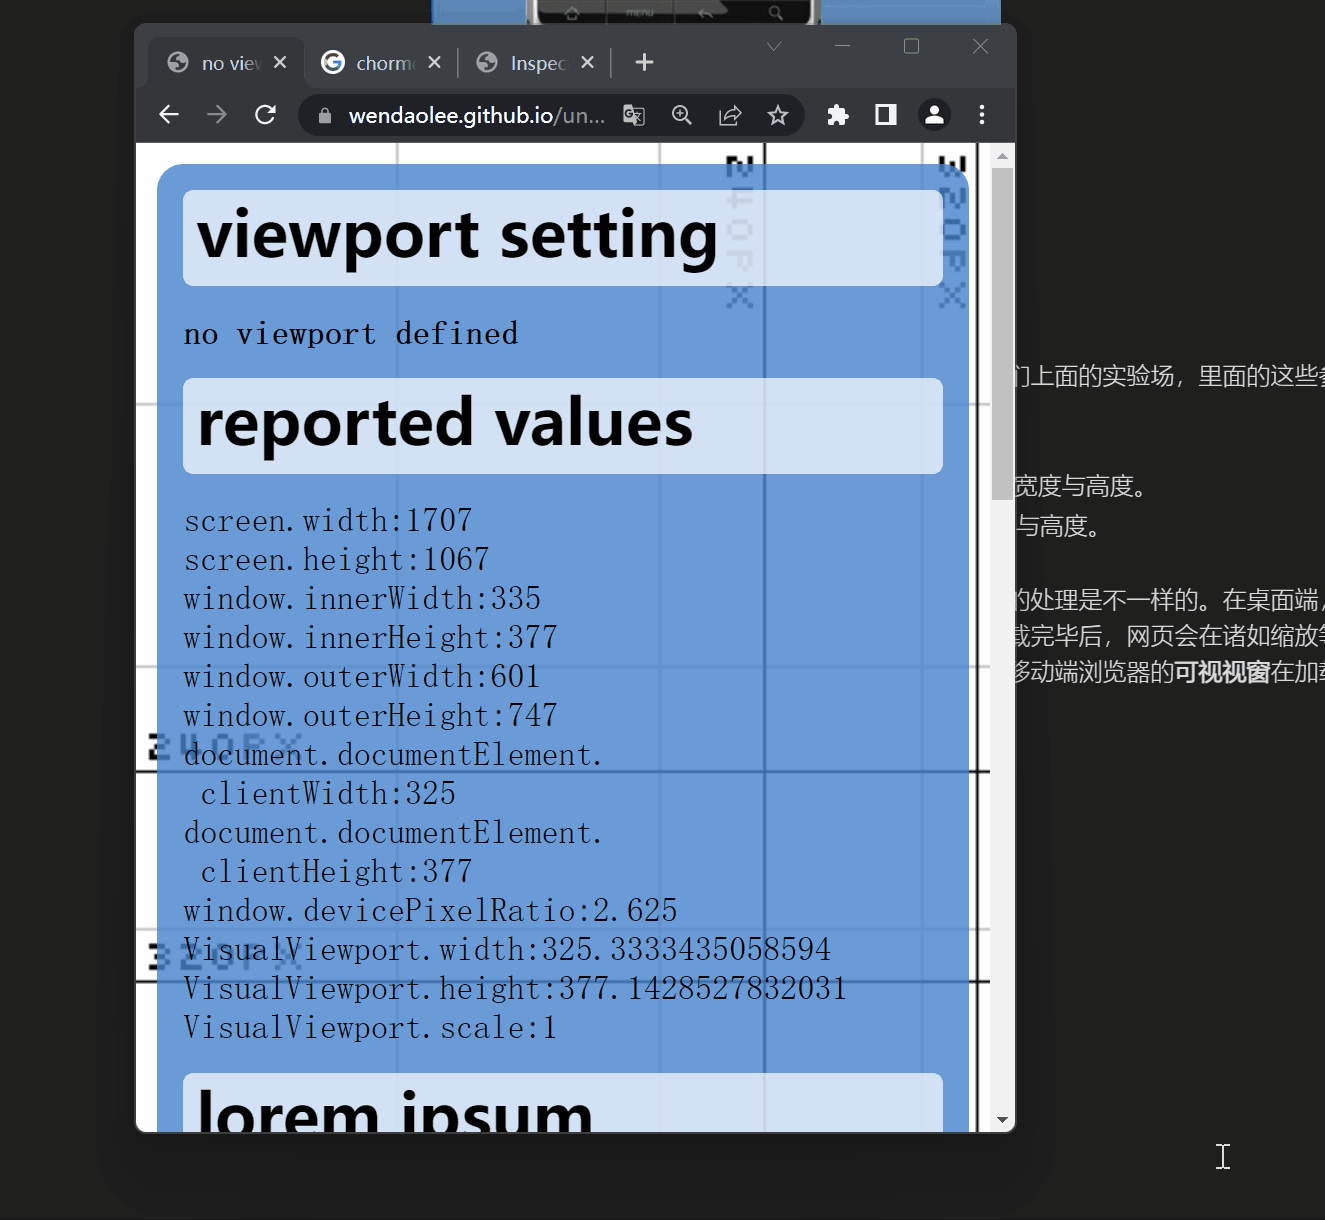 menu
no viev
chorm
Inspec
wendaolee.github.io/un...
240PX
320PX
viewport setting
no viewport defined
reported values
screen.width:1707
screen.height:1067
window.innerWidth:335
window.innerHeight:377
window.outerWidth:601
window.outerHeight:747
240PX
document.documentElement.
clientWidth:325
document.documentElement.
clientHeight:377
window.devicePixelRatio:2.625
320PX
VisualViewport.width:325.3333435058594
VisualViewport.height:377.1428527832031
VisualViewport.scale:1
lorem ipsum
们上面的实验场，里面的这些
宽度与高度。
与高度。
的处理是不一样的。在桌面端，
载完毕后，网页会在诸如缩放等
移动端浏览器的可视视窗在加载